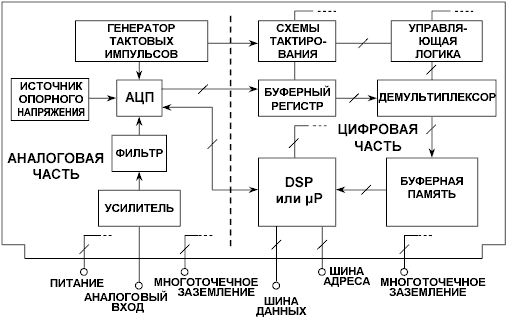 ГЕНЕРАТОР
ТАКТОВЫХ
ИМПУЛЬСОВ
СХЕМЫ
ТАКТИРО-
ВАНИЯ
УПРАВЛЯ-
ЮЩАЯ
ЛОГИКА
ИСТОЧНИК
ОПОРНОГО
НАПРЯЖЕНИЯ
АЦП
БУФЕРНЫЙ
РЕГИСТР
ДЕМУЛЬТИПЛЕКСОР
АНАЛОГОВАЯ
ЧАСТЬ
ФИЛЬТР
ЦИФРОВАЯ
ЧАСТЬ
УСИЛИТЕЛЬ
DSP
или µP
БУФЕРНАЯ
ПАМЯТЬ
ПИТАНИЕ
АНАЛОГОВЫЙ
ВХОД
МНОГОТОЧЕЧНОЕ
ЗАЗЕМЛЕНИЕ
ШИНА
ДАННЫХ
ШИНА
АДРЕСА
МНОГОТОЧЕЧНОЕ
ЗАЗЕМЛЕНИЕ